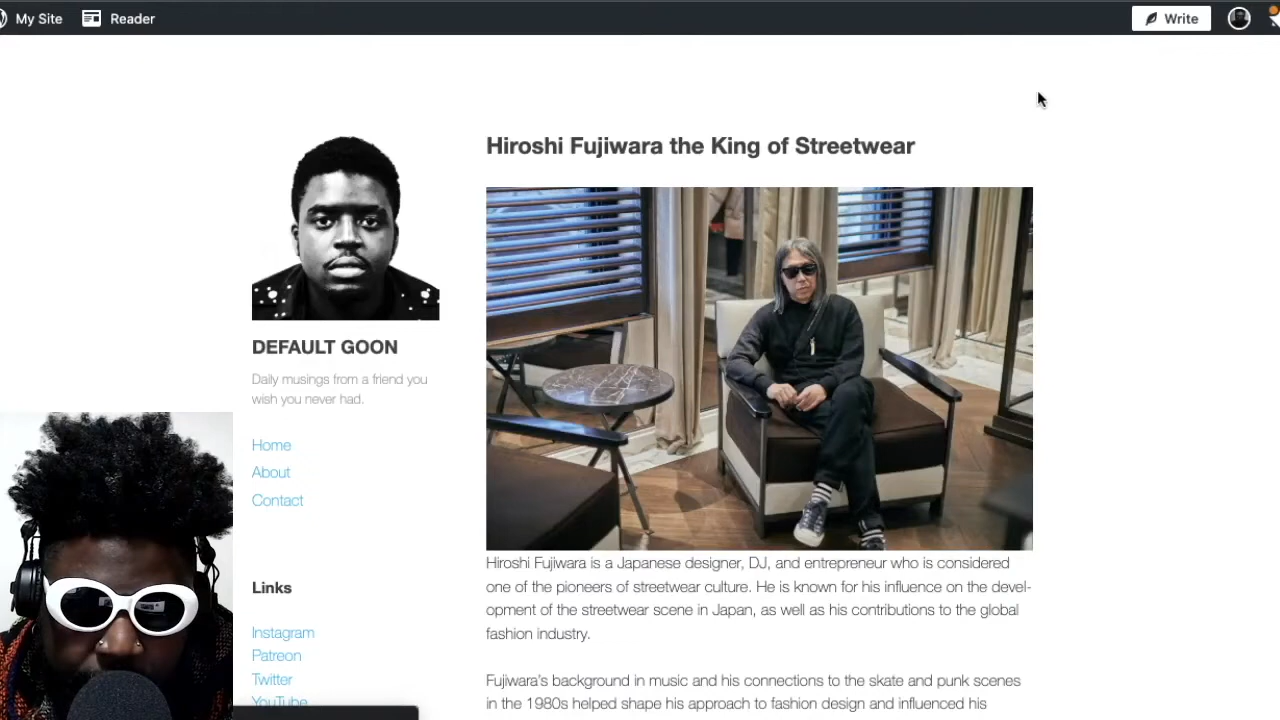 My Site
Reader
Write
Hiroshi Fujiwara the King of Streetwear
DEFAULT GOON
Daily musings from a friend you
wish you never had.
Home
About
Contact
Links
Instagram
Patreon
Twitter
YouTube
Hiroshi Fujiwara is a Japanese designer, DJ, and entrepreneur who is considered
one of the pioneers of streetwear culture. He is known for his influence on the devel-
opment of the streetwear scene in Japan, as well as his contributions to the global
fashion industry.
Fujiwara's background in music and his connections to the skate and punk scenes
in the 1980s helped shape his approach to fashion design and influenced his